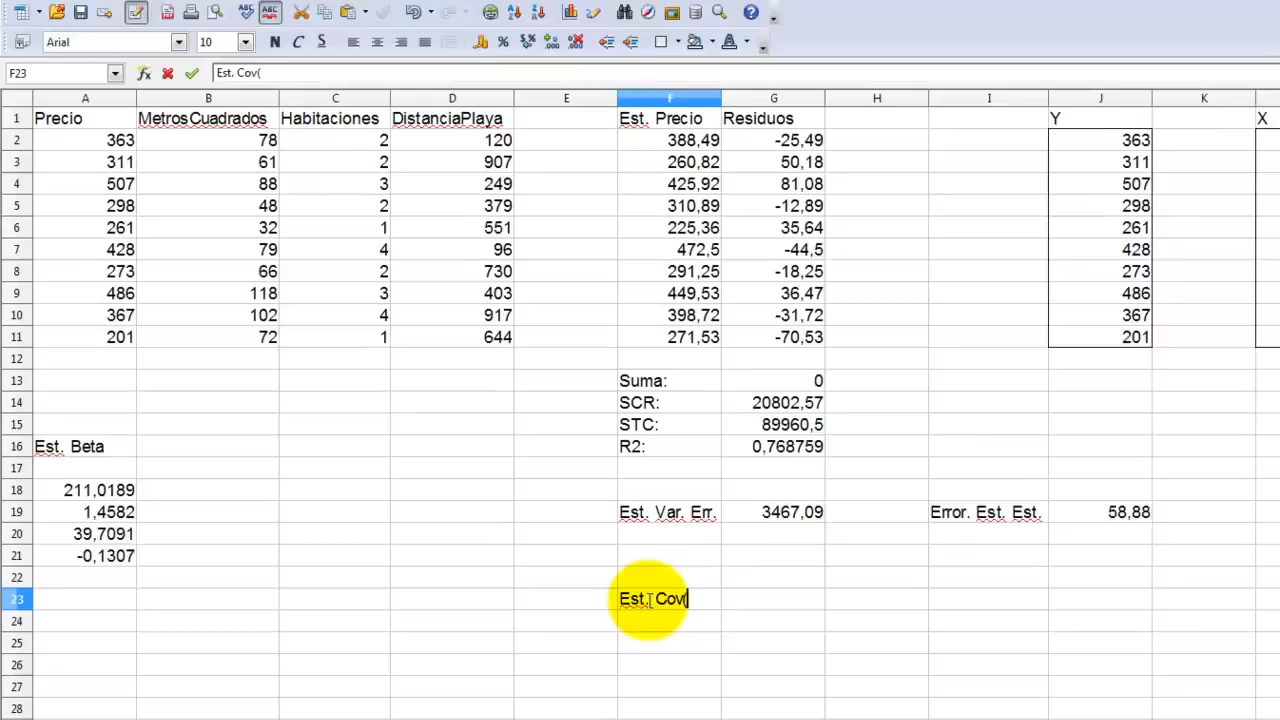 Arial 10 N C S
F23 Est. Cov(
A B C D E F G H I J K
1 Precio MetrosCuadrados Habitaciones DistanciaPlaya Est. Precio Residuos Y X
2 363 78 2 120 388,49 -25,49 363
3 311 61 2 907 260,82 50,18 311
4 507 88 3 249 425,92 81,08 507
5 298 48 2 379 310,89 -12,89 298
6 261 32 1 551 225,36 35,64 261
7 428 79 4 96 472,5 -44,5 428
8 273 66 2 730 291,25 -18,25 273
9 486 118 3 403 449,53 36,47 486
10 367 102 4 917 398,72 -31,72 367
11 201 72 1 644 271,53 -70,53 201
12
13 Suma: 0
14 SCR: 20802,57
15 STC: 89960,5
16 Est. Beta R2: 0,768759
17
18 211,0189
19 1,4582 Est. Var. Err. 3467,09 Error. Est. Est. 58,88
20 39,7091
21 -0,1307
22
23 Est. Cov(
24
25
26
27
28